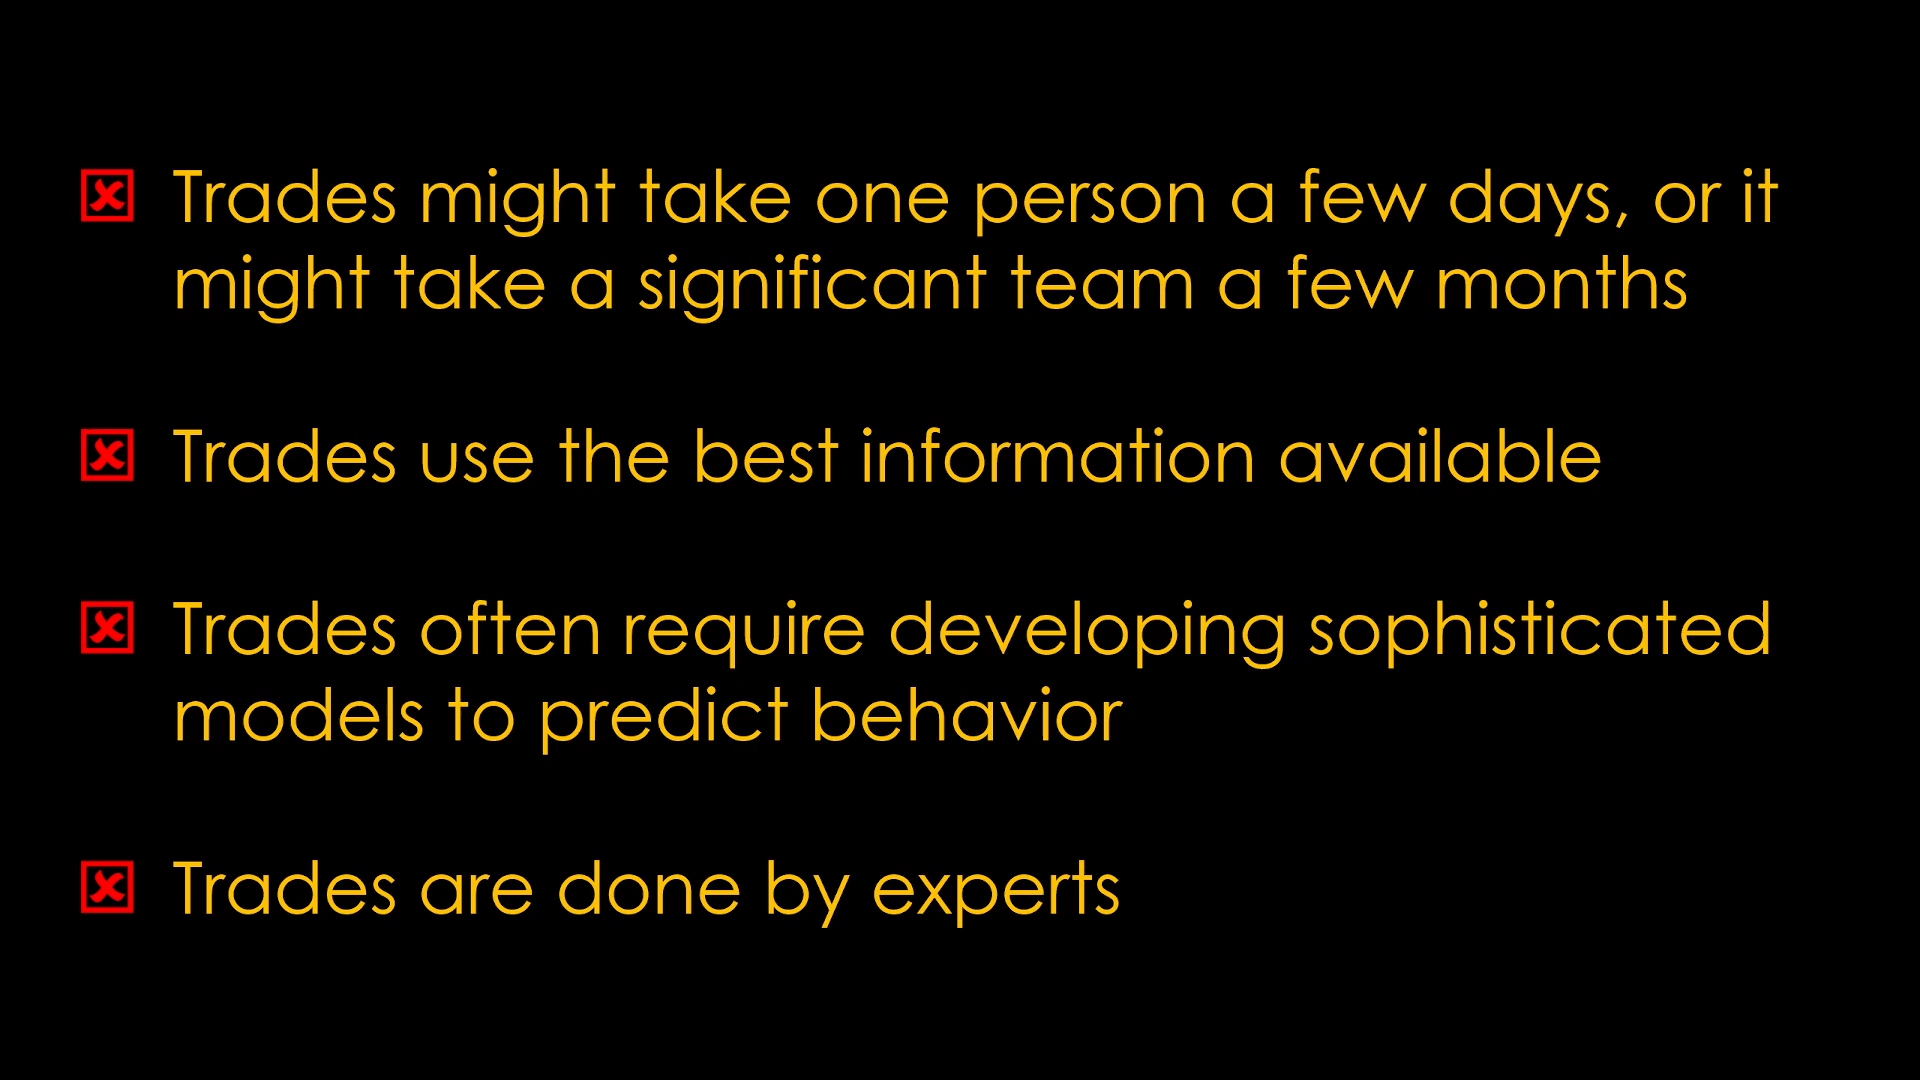 Trades might take one person a few days, or it
might take a significant team a few months
Trades use the best information available
Trades often require developing sophisticated
models to predict behavior
Trades are done by experts